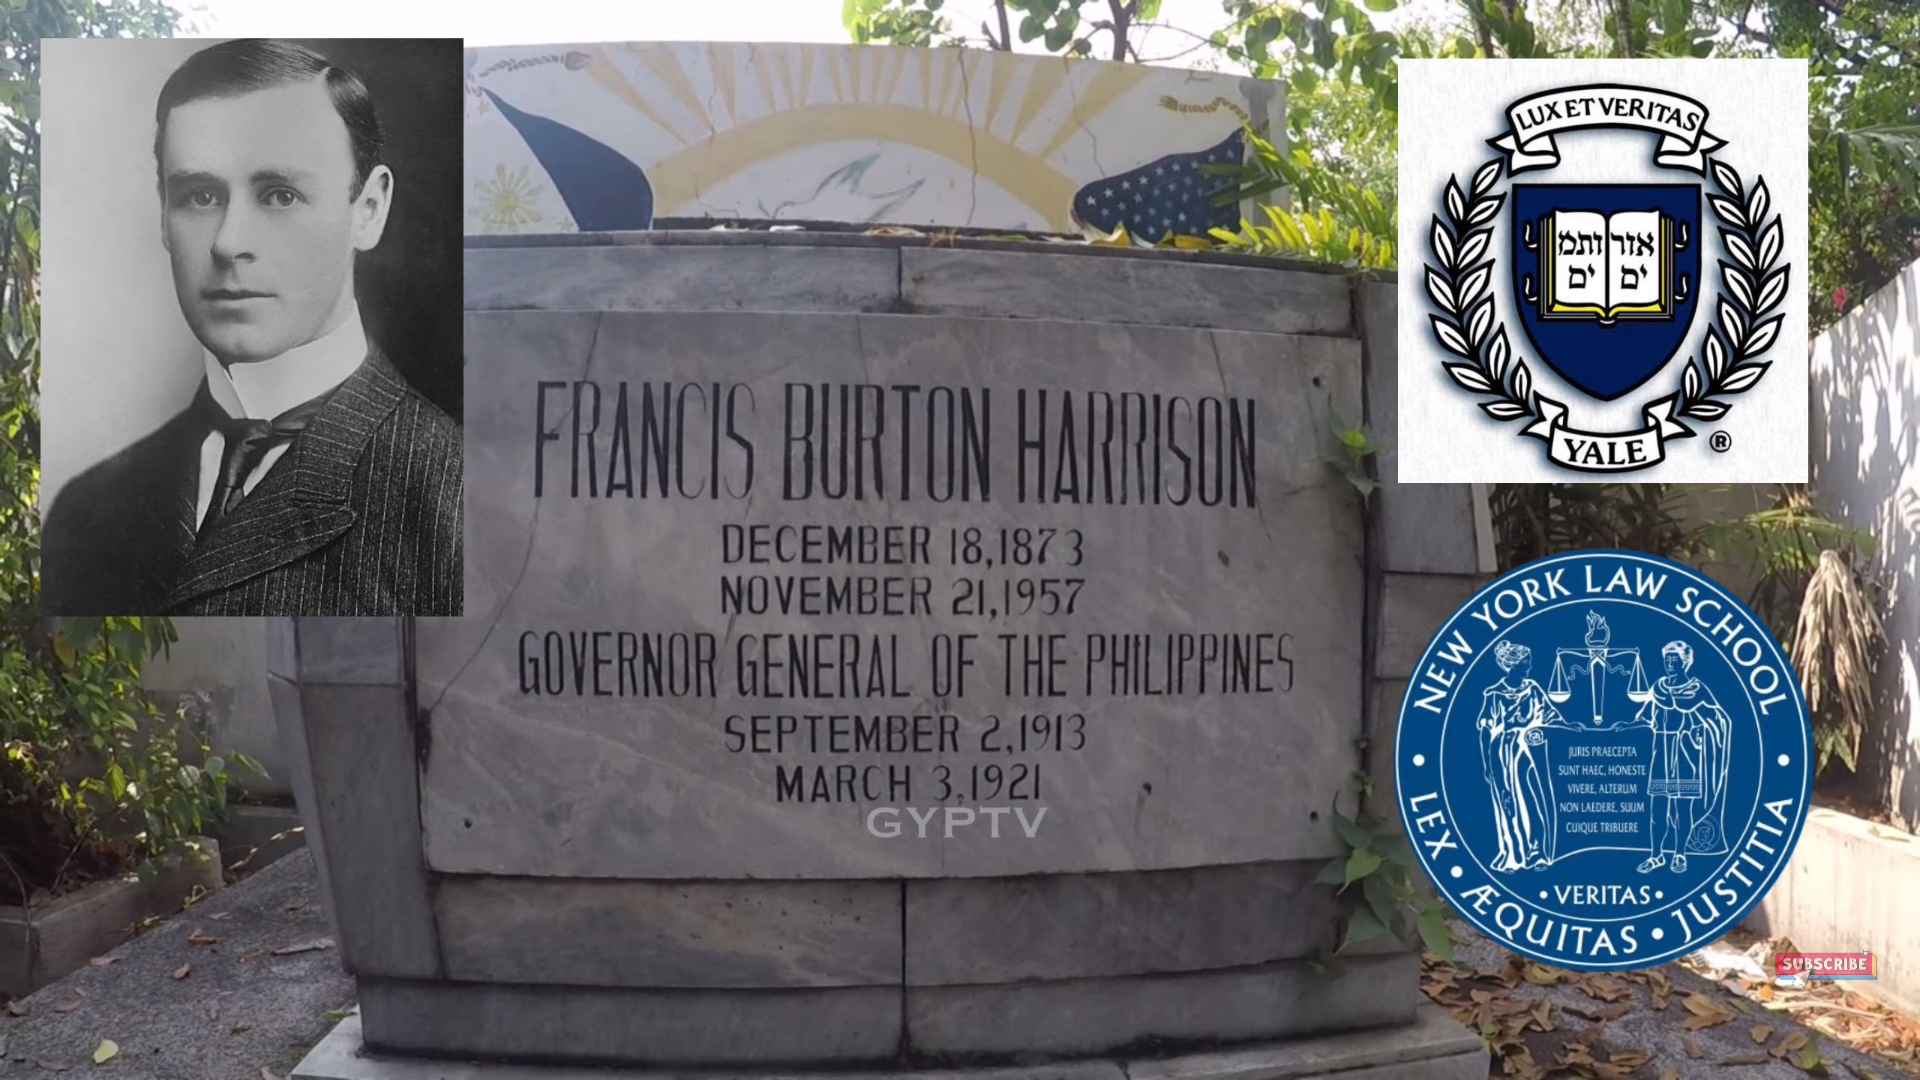 FRANCIS BURTON HARRISON
DECEMBER 18,1873
NOVEMBER 21,1957
GOVERNOR GENERAL OF THE PHILIPPINES
SEPTEMBER 2,1913
MARCH 3,1921
GYPTV
LUX ET VERITAS
אורים
ותמים
YALE
®
NEW YORK LAW SCHOOL
JURIS PRAECEPTA
SUNT HAEC, HONESTE
VIVERE, ALTERUM
NON LAEDERE, SUUM
CUIQUE TRIBUERE
• VERITAS •
LEX • ÆQUITAS • JUSTITIA
SUBSCRIBE